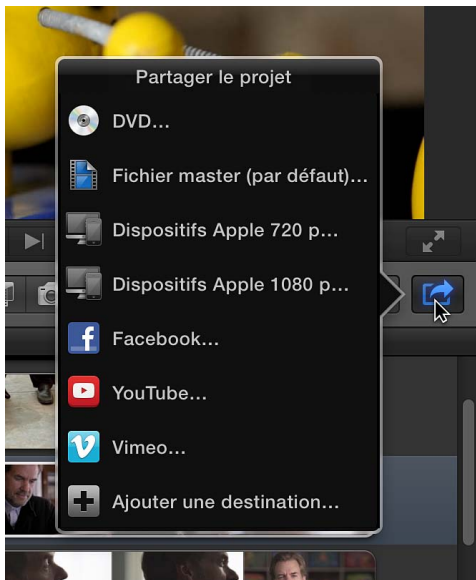 Partager le projet
DVD...
Fichier master (par défaut)...
Dispositifs Apple 720 p...
Dispositifs Apple 1080 p...
Facebook...
YouTube...
Vimeo...
Ajouter une destination...